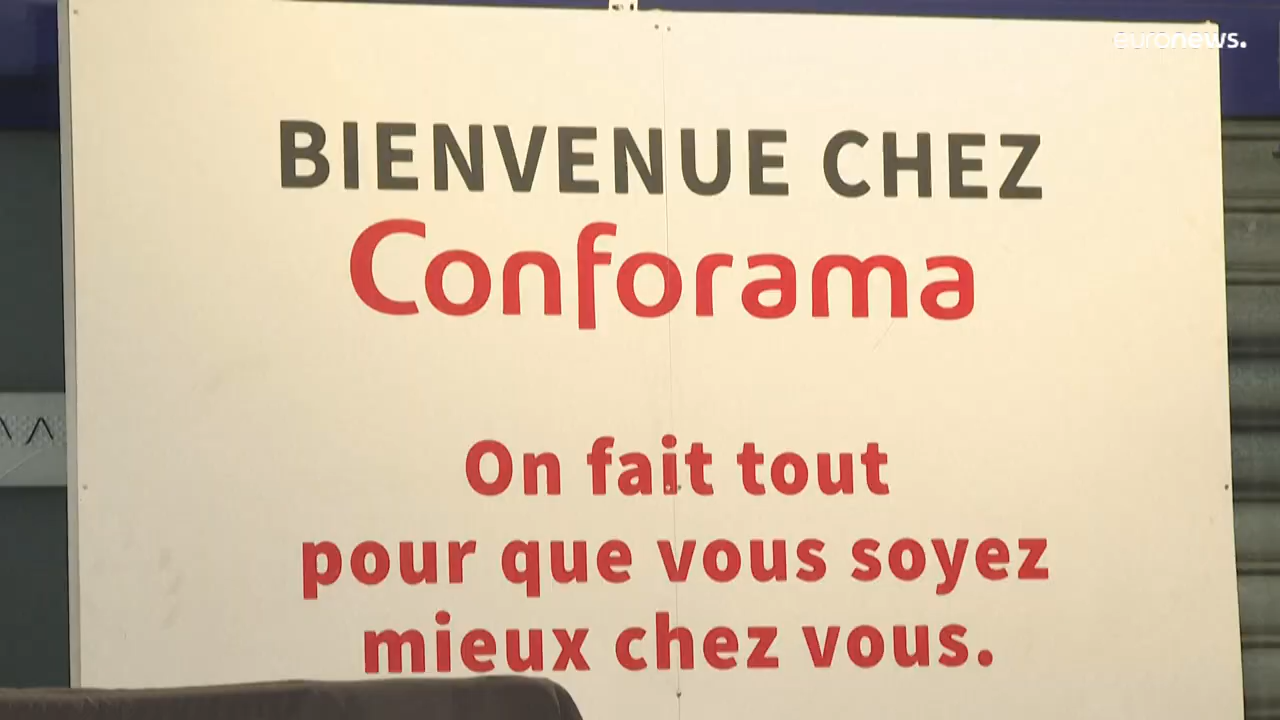 euronews.
BIENVENUE CHEZ
Conforama
On fait tout
pour que vous soyez
mieux chez vous.